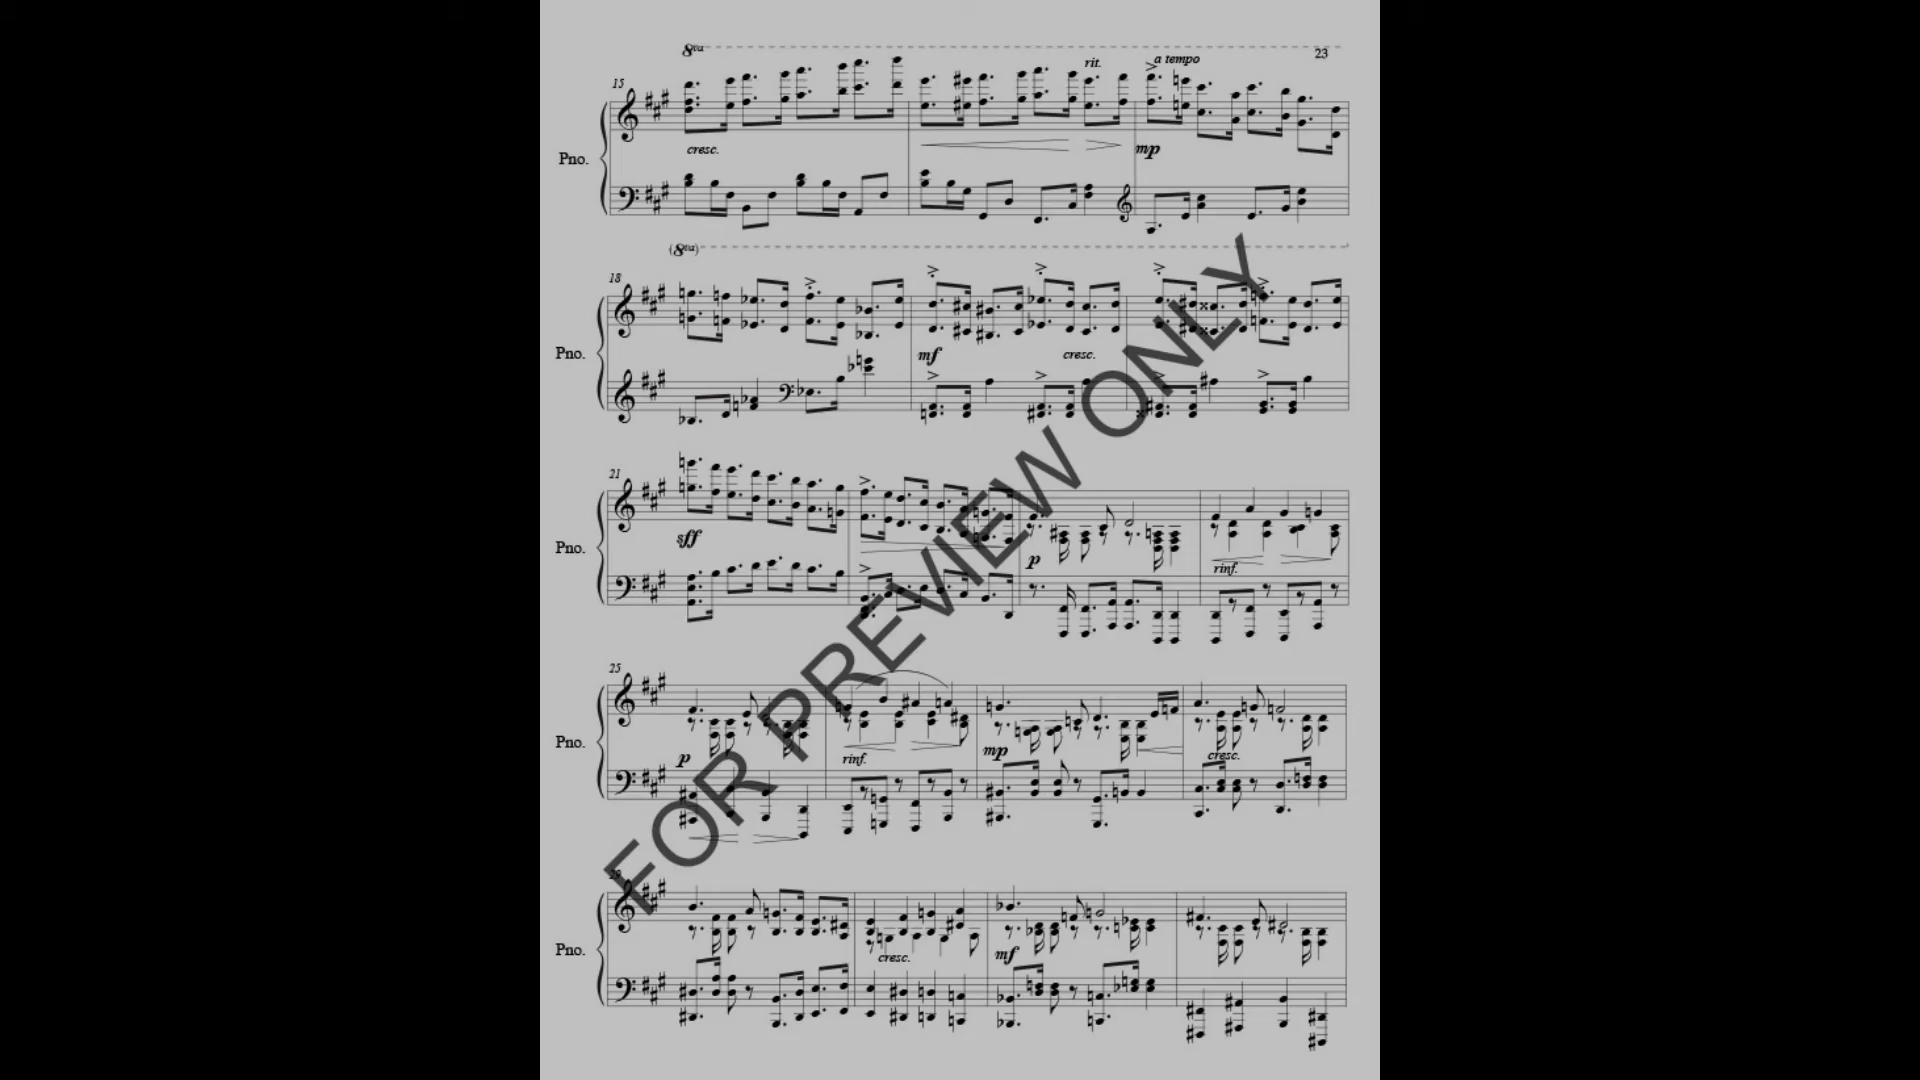 8va
23
15
rit.
a tempo
cresc.
mp
Pno.
(8va)
18
mf
cresc.
Pno.
21
sff
p
rinf.
Pno.
25
p
rinf.
mp
cresc.
Pno.
29
cresc.
mf
Pno.
FOR PREVIEW ONLY